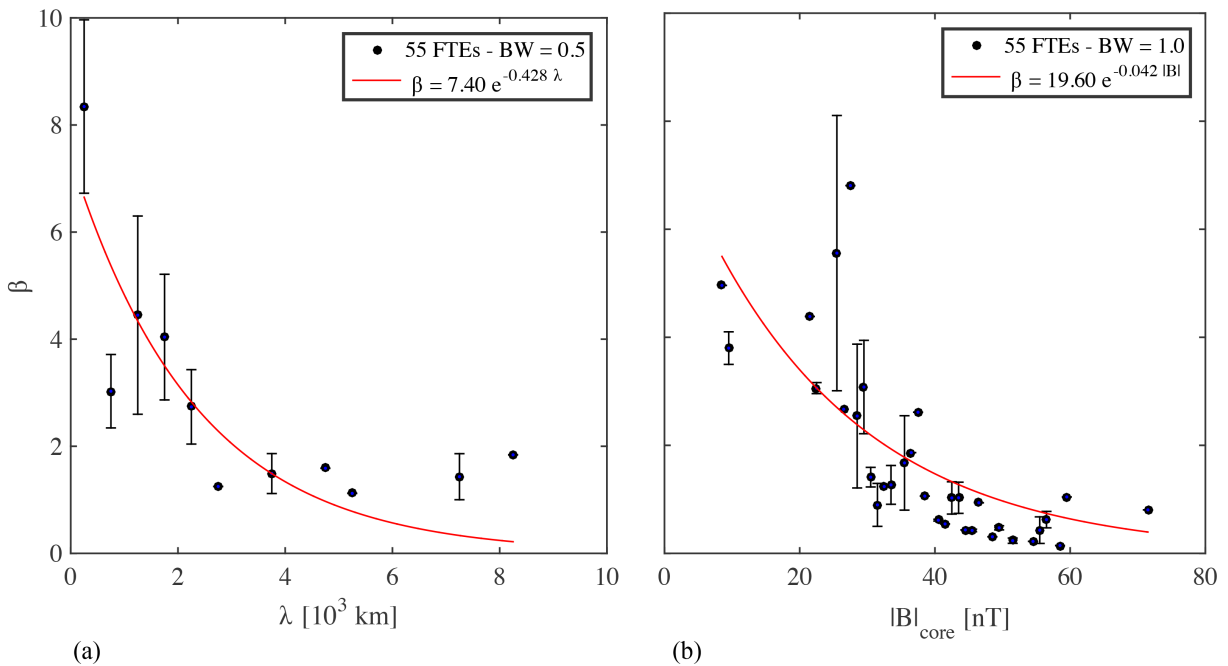 10
8
6
4
2
0
β
0
2
4
6
8
10
λ [10³ km]
55 FTEs - BW = 0.5
β = 7.40 e^-0.428 λ
(a)
55 FTEs - BW = 1.0
β = 19.60 e^-0.042 |B|
0
20
40
60
80
|B|core [nT]
(b)